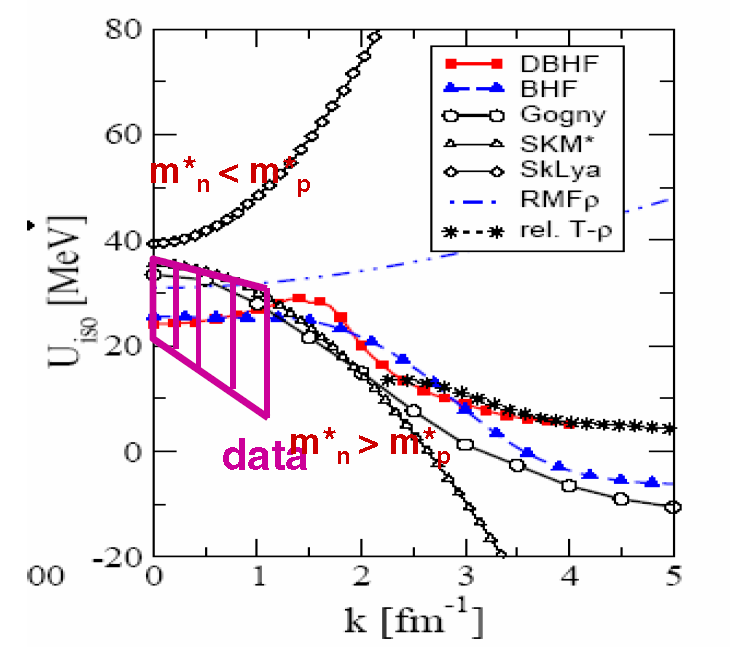 80
60
40
20
0
-20
U_iso [MeV]
DBHF
BHF
Gogny
SKM*
SkLya
RMFρ
rel. T-ρ
m*n < m*p
data
m*n > m*p
00
0 1 2 3 4 5
k [fm⁻¹]